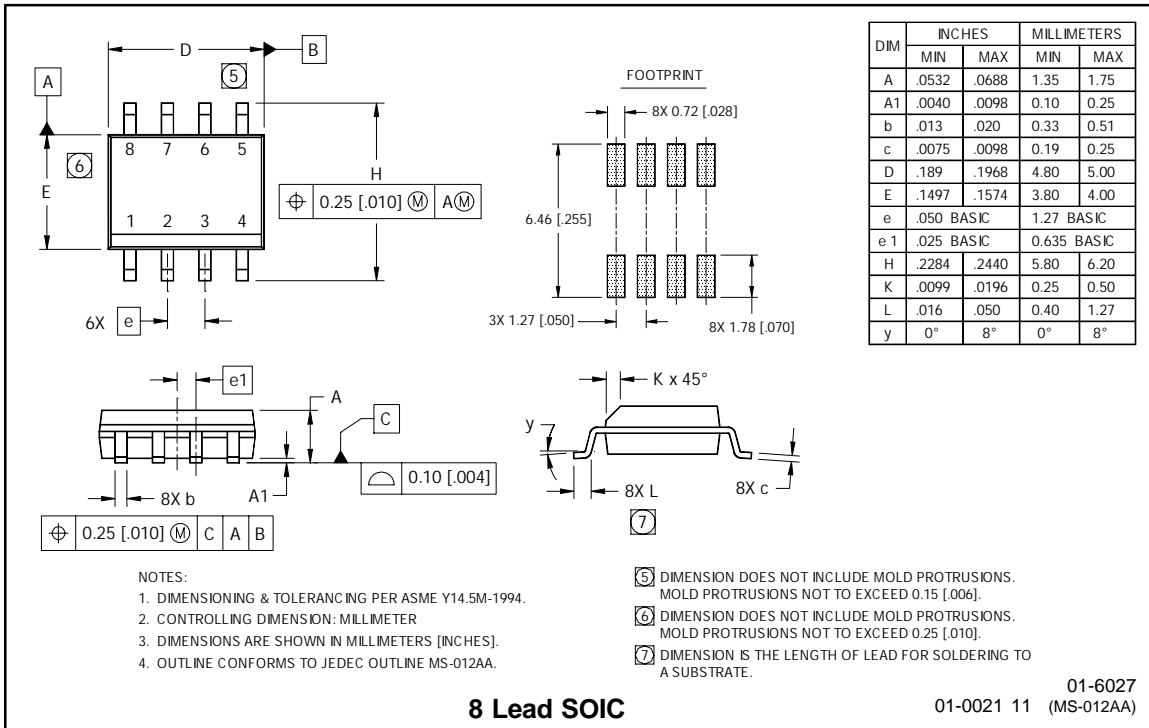 D
B
5
A
8 7 6 5
6
E
H
⌖ 0.25 [.010] Ⓜ AⓂ
1 2 3 4
6X e
FOOTPRINT
8X 0.72 [.028]
6.46 [.255]
3X 1.27 [.050]
8X 1.78 [.070]
DIM INCHES MILLIMETERS
MIN MAX MIN MAX
A .0532 .0688 1.35 1.75
A1 .0040 .0098 0.10 0.25
b .013 .020 0.33 0.51
c .0075 .0098 0.19 0.25
D .189 .1968 4.80 5.00
E .1497 .1574 3.80 4.00
e .050 BASIC 1.27 BASIC
e 1 .025 BASIC 0.635 BASIC
H .2284 .2440 5.80 6.20
K .0099 .0196 0.25 0.50
L .016 .050 0.40 1.27
y 0° 8° 0° 8°
e1
A
C
⌓ 0.10 [.004]
8X b
A1
⌖ 0.25 [.010] Ⓜ C A B
K x 45°
y
8X L
8X c
7
NOTES:
1. DIMENSIONING & TOLERANCING PER ASME Y14.5M-1994.
2. CONTROLLING DIMENSION: MILLIMETER
3. DIMENSIONS ARE SHOWN IN MILLIMETERS [INCHES].
4. OUTLINE CONFORMS TO JEDEC OUTLINE MS-012AA.
5 DIMENSION DOES NOT INCLUDE MOLD PROTRUSIONS.
MOLD PROTRUSIONS NOT TO EXCEED 0.15 [.006].
6 DIMENSION DOES NOT INCLUDE MOLD PROTRUSIONS.
MOLD PROTRUSIONS NOT TO EXCEED 0.25 [.010].
7 DIMENSION IS THE LENGTH OF LEAD FOR SOLDERING TO
A SUBSTRATE.
8 Lead SOIC
01-6027
01-0021 11 (MS-012AA)